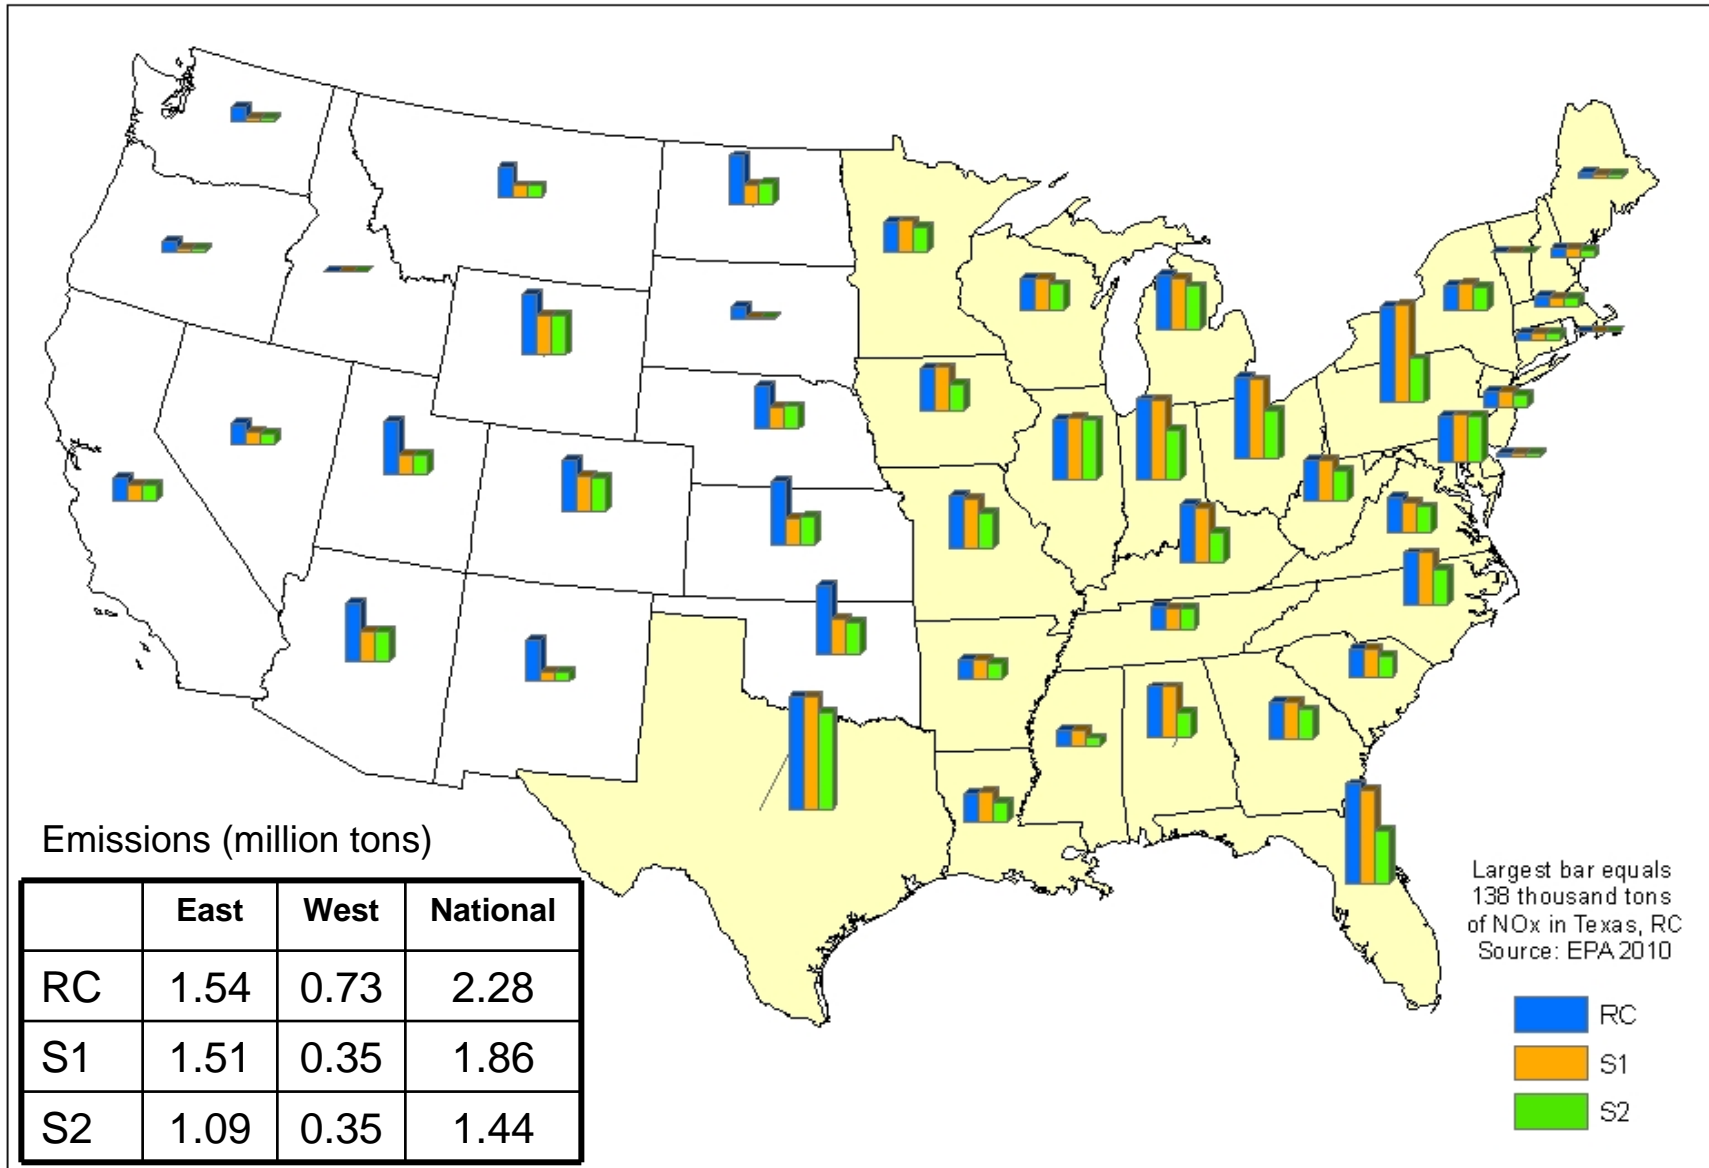 Emissions (million tons)
East West National
RC 1.54 0.73 2.28
S1 1.51 0.35 1.86
S2 1.09 0.35 1.44
Largest bar equals
138 thousand tons
of NOx in Texas, RC
Source: EPA 2010
RC
S1
S2